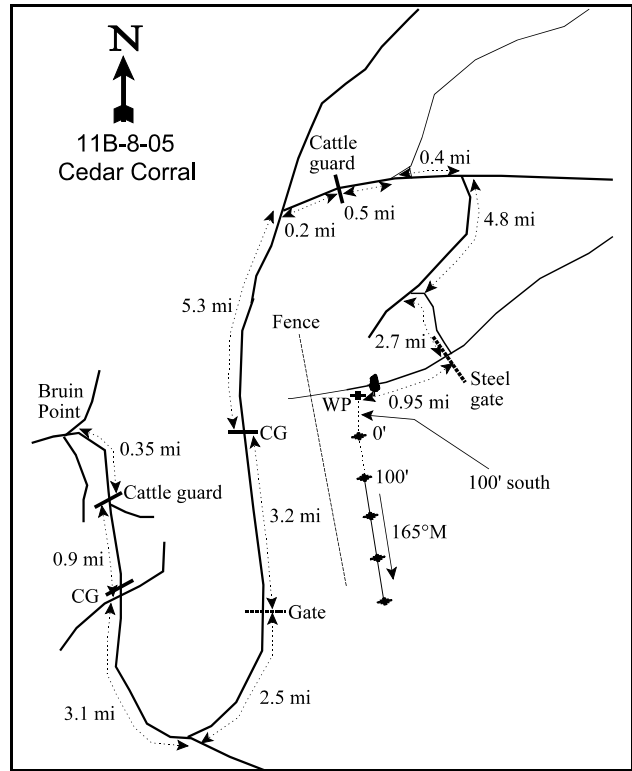 N
11B-8-05
Cedar Corral
Cattle
guard
0.4 mi
0.2 mi
0.5 mi
4.8 mi
5.3 mi
Fence
2.7 mi
Bruin
Point
WP
0.95 mi
Steel
gate
CG
0'
0.35 mi
100'
100' south
Cattle guard
3.2 mi
165°M
0.9 mi
CG
Gate
3.1 mi
2.5 mi